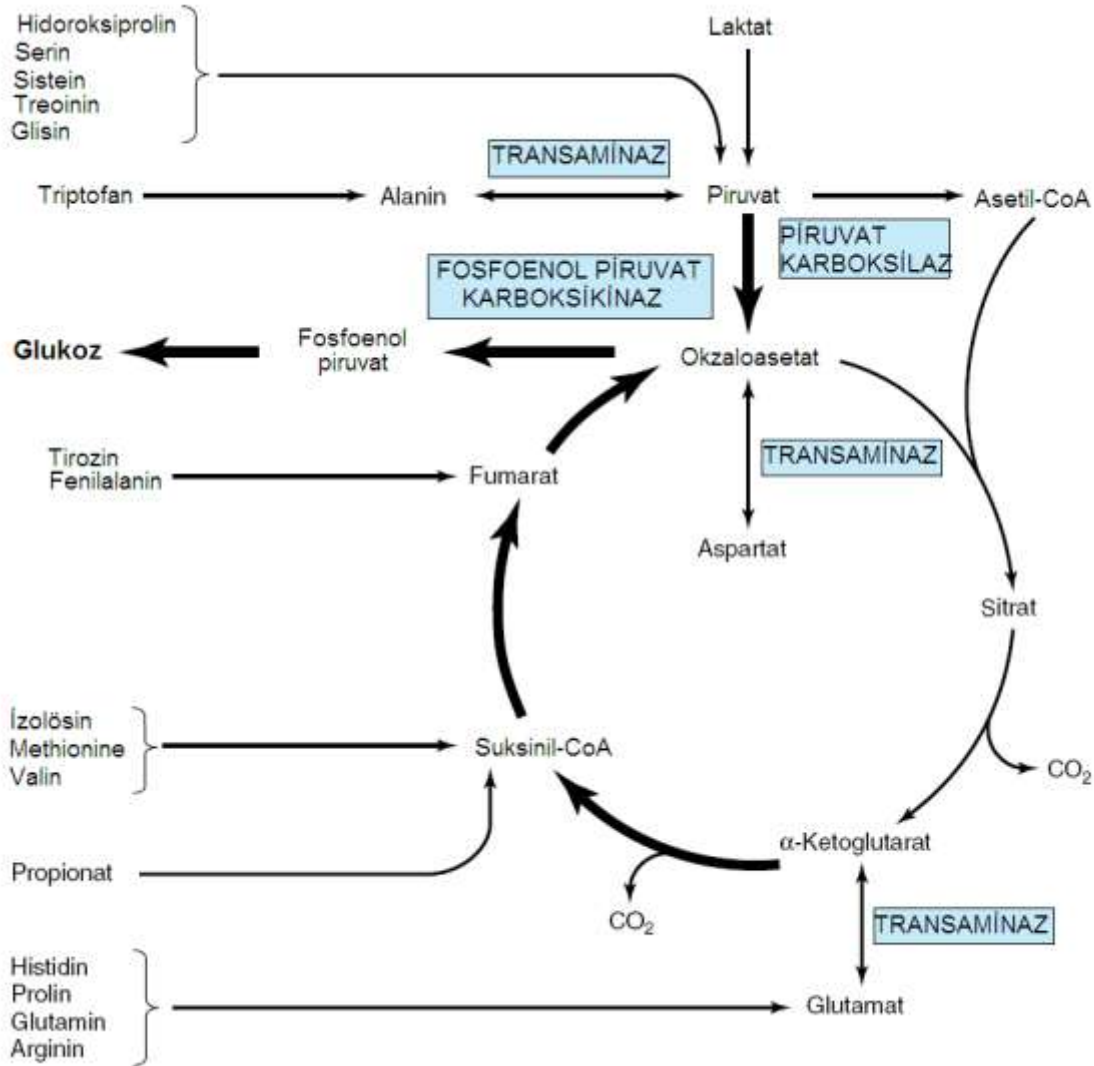 Hidoroksiprolin
Serin
Sistein
Treoinin
Glisin
Laktat
TRANSAMİNAZ
Triptofan
Alanin
Piruvat
Asetil-CoA
PİRUVAT
KARBOKSİLAZ
FOSFOENOL PİRUVAT
KARBOKSİKİNAZ
Glukoz
Fosfoenol
piruvat
Okzaloasetat
Tirozin
Fenilalanin
Fumarat
TRANSAMİNAZ
Aspartat
Sitrat
İzolösin
Methionine
Valin
Suksinil-CoA
CO₂
α-Ketoglutarat
Propionat
CO₂
TRANSAMİNAZ
Histidin
Prolin
Glutamin
Arginin
Glutamat